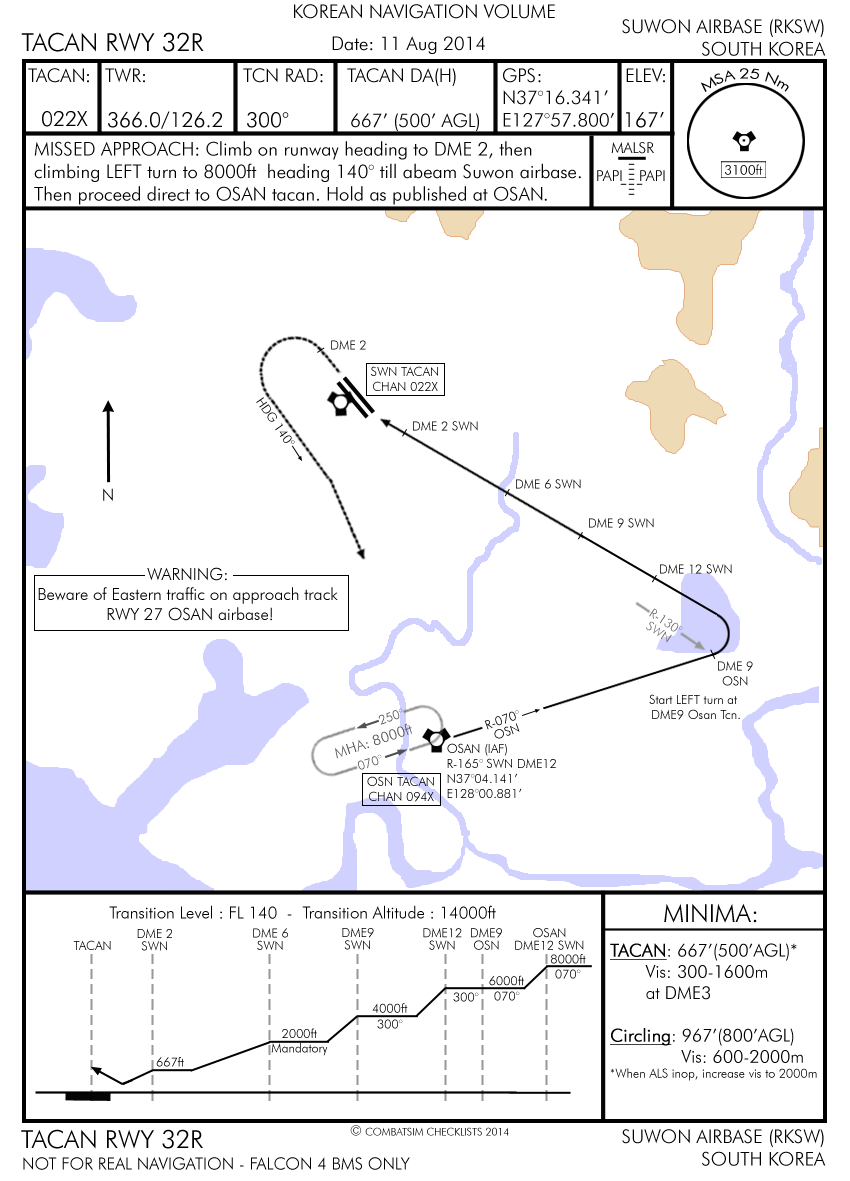 KOREAN NAVIGATION VOLUME
TACAN RWY 32R
Date: 11 Aug 2014
SUWON AIRBASE (RKSW)
SOUTH KOREA
TACAN:
022X
TWR:
366.0/126.2
TCN RAD:
300°
TACAN DA(H)
667' (500' AGL)
GPS:
N37°16.341'
E127°57.800'
ELEV:
167'
MSA 25 Nm
3100ft
MISSED APPROACH: Climb on runway heading to DME 2, then
climbing LEFT turn to 8000ft heading 140° till abeam Suwon airbase.
Then proceed direct to OSAN tacan. Hold as published at OSAN.
MALSR
PAPI PAPI
DME 2
SWN TACAN
CHAN 022X
HDG 140°
DME 2 SWN
N
DME 6 SWN
DME 9 SWN
DME 12 SWN
WARNING:
Beware of Eastern traffic on approach track
RWY 27 OSAN airbase!
R-130°
SWN
DME 9
OSN
Start LEFT turn at
DME9 Osan Tcn.
250°
MHA: 8000ft
070°
R-070°
OSN
OSAN (IAF)
R-165° SWN DME12
N37°04.141'
E128°00.881'
OSN TACAN
CHAN 094X
Transition Level : FL 140 - Transition Altitude : 14000ft
TACAN
DME 2
SWN
DME 6
SWN
DME9
SWN
DME12
SWN
DME9
OSN
OSAN
DME12 SWN
8000ft
070°
6000ft
070°
300°
4000ft
300°
2000ft
Mandatory
667ft
MINIMA:
TACAN: 667'(500'AGL)*
Vis: 300-1600m
at DME3
Circling: 967'(800'AGL)
Vis: 600-2000m
*When ALS inop, increase vis to 2000m
© COMBATSIM CHECKLISTS 2014
TACAN RWY 32R
NOT FOR REAL NAVIGATION - FALCON 4 BMS ONLY
SUWON AIRBASE (RKSW)
SOUTH KOREA